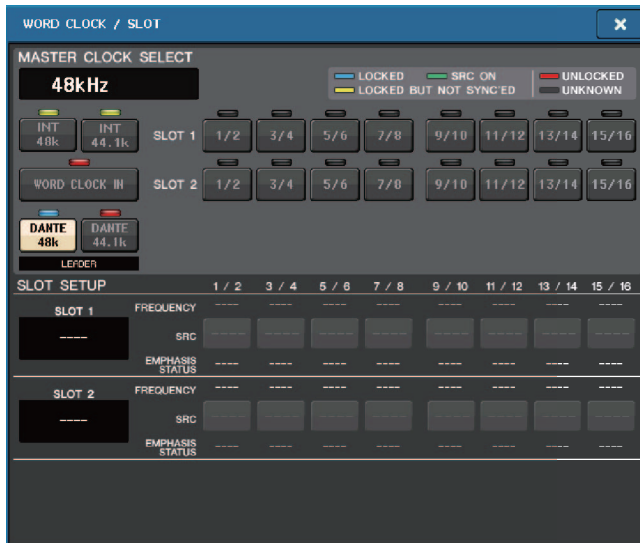 WORD CLOCK / SLOT
MASTER CLOCK SELECT
48kHz
LOCKED SRC ON UNLOCKED
LOCKED BUT NOT SYNC'ED UNKNOWN
INT 48k INT 44.1k SLOT 1 1/2 3/4 5/6 7/8 9/10 11/12 13/14 15/16
WORD CLOCK IN SLOT 2 1/2 3/4 5/6 7/8 9/10 11/12 13/14 15/16
DANTE 48k DANTE 44.1k
LEADER
SLOT SETUP 1 / 2 3 / 4 5 / 6 7 / 8 9 / 10 11 / 12 13 / 14 15 / 16
SLOT 1 FREQUENCY ---- ---- ---- ---- ---- ---- ---- ----
---- SRC ---- ---- ---- ---- ---- ---- ---- ----
EMPHASIS STATUS ---- ---- ---- ---- ---- ---- ---- ----
SLOT 2 FREQUENCY ---- ---- ---- ---- ---- ---- ---- ----
---- SRC ---- ---- ---- ---- ---- ---- ---- ----
EMPHASIS STATUS ---- ---- ---- ---- ---- ---- ---- ----